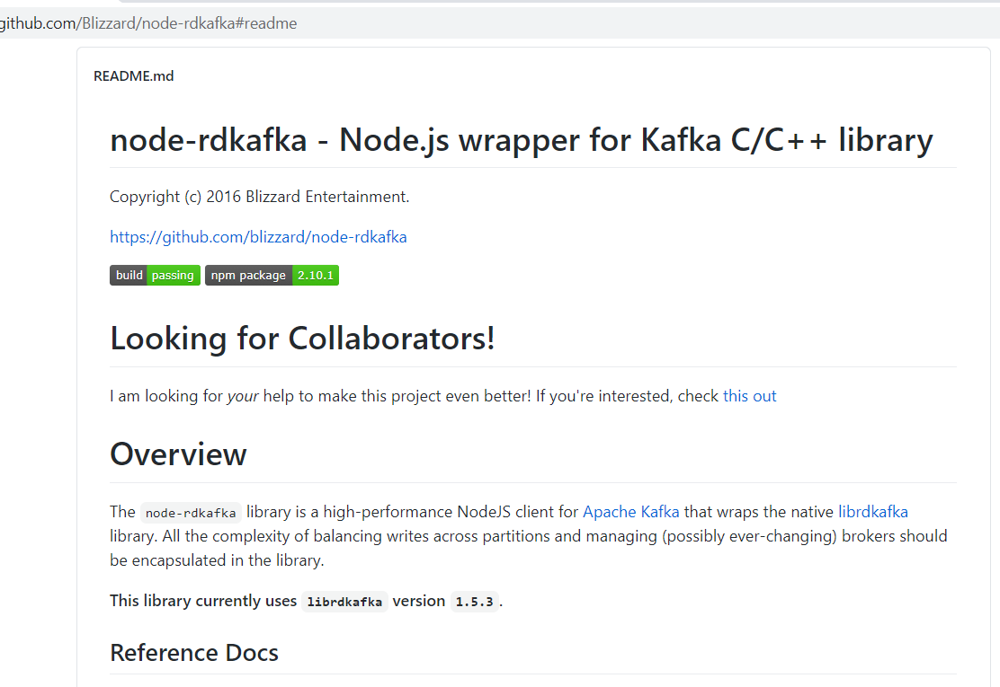 github.com/Blizzard/node-rdkafka#readme
README.md
node-rdkafka - Node.js wrapper for Kafka C/C++ library
Copyright (c) 2016 Blizzard Entertainment.
https://github.com/blizzard/node-rdkafka
build passing npm package 2.10.1
Looking for Collaborators!
I am looking for your help to make this project even better! If you're interested, check this out
Overview
The node-rdkafka library is a high-performance NodeJS client for Apache Kafka that wraps the native librdkafka
library. All the complexity of balancing writes across partitions and managing (possibly ever-changing) brokers should
be encapsulated in the library.
This library currently uses librdkafka version 1.5.3.
Reference Docs